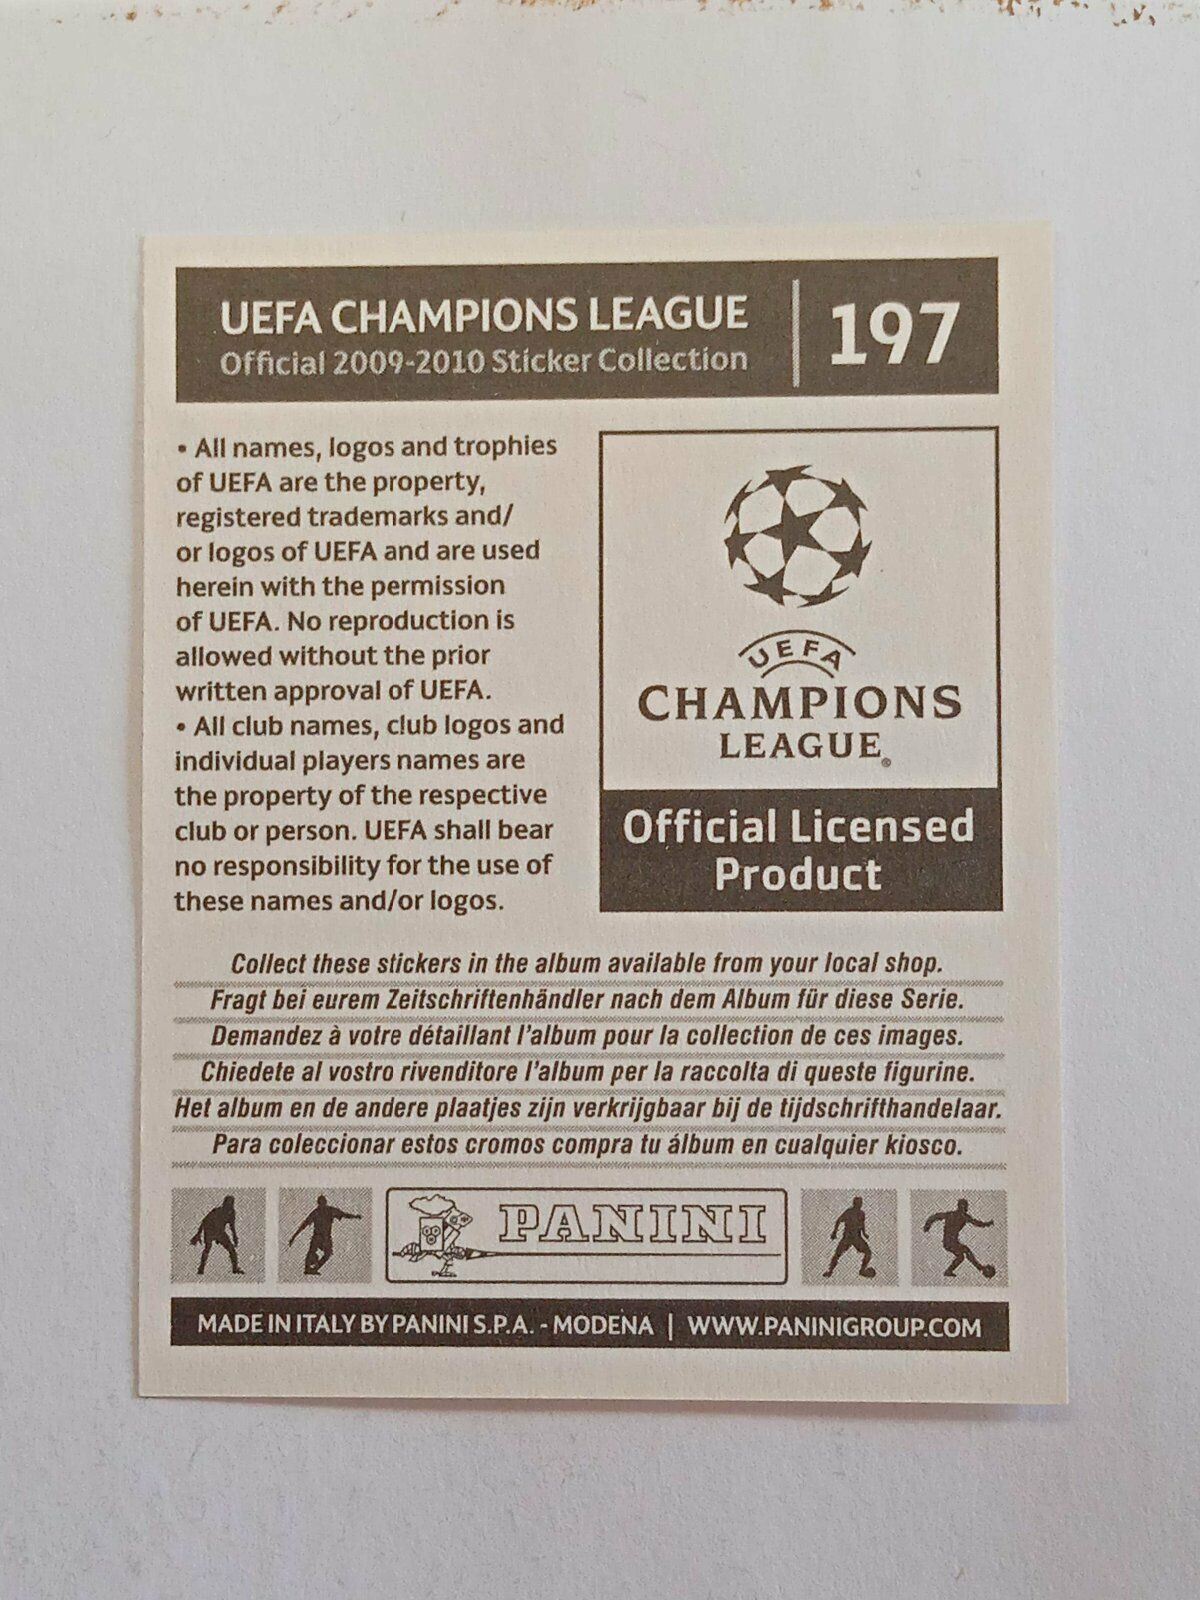 UEFA CHAMPIONS LEAGUE
Official 2009-2010 Sticker Collection
197
• All names, logos and trophies
of UEFA are the property,
registered trademarks and/
or logos of UEFA and are used
herein with the permission
of UEFA. No reproduction is
allowed without the prior
written approval of UEFA.
• All club names, club logos and
individual players names are
the property of the respective
club or person. UEFA shall bear
no responsibility for the use of
these names and/or logos.
UEFA
CHAMPIONS
LEAGUE®
Official Licensed
Product
Collect these stickers in the album available from your local shop.
Fragt bei eurem Zeitschriftenhändler nach dem Album für diese Serie.
Demandez à votre détaillant l'album pour la collection de ces images.
Chiedete al vostro rivenditore l'album per la raccolta di queste figurine.
Het album en de andere plaatjes zijn verkrijgbaar bij de tijdschrifthandelaar.
Para coleccionar estos cromos compra tu álbum en cualquier kiosco.
PANINI
MADE IN ITALY BY PANINI S.P.A. - MODENA | WWW.PANINIGROUP.COM